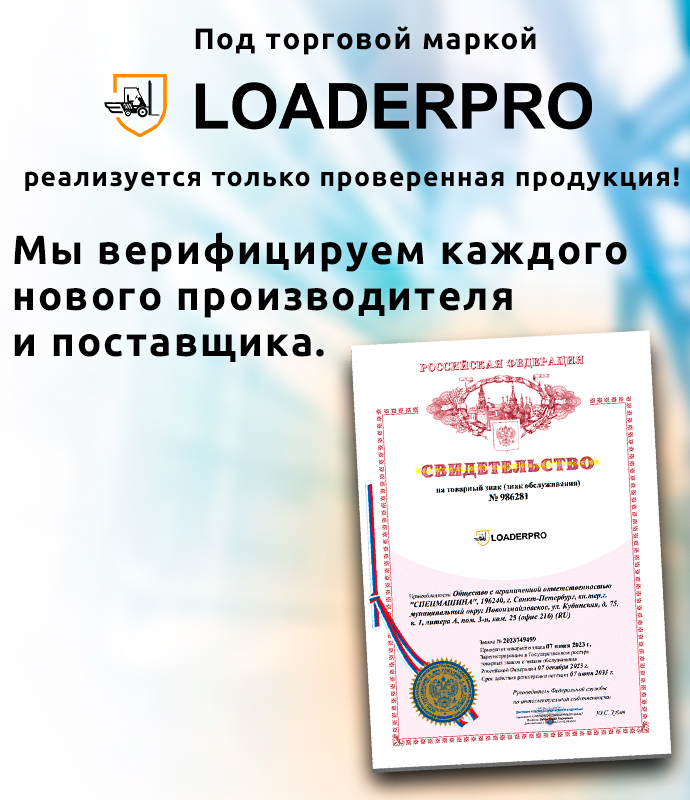 Под торговой маркой
LOADERPRO
реализуется только проверенная продукция!
Мы верифицируем каждого
нового производителя
и поставщика.
РОССИЙСКАЯ ФЕДЕРАЦИЯ
СВИДЕТЕЛЬСТВО
на товарный знак (знак обслуживания)
№ 986281
LOADERPRO
Правообладатель: Общество с ограниченной ответственностью
"СПЕЦМАШИНА", 196240, г. Санкт-Петербург, вн.тер.г.
муниципальный округ Новоизмайловское, ул. Кубинская, д. 75,
к. 1, литера А, пом. 3-н, ком. 25 (офис 216) (RU)
Заявка № 2023749499
Приоритет товарного знака 07 июня 2023 г.
Зарегистрировано в Государственном реестре
товарных знаков и знаков обслуживания
Российской Федерации 07 декабря 2023 г.
Срок действия регистрации истекает 07 июня 2033 г.
Руководитель Федеральной службы
по интеллектуальной собственности
Ю.С. Зубов